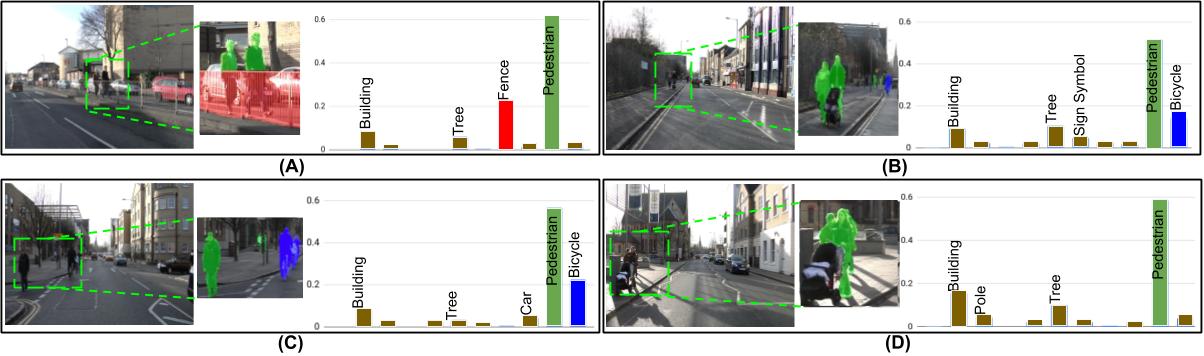 0.6
0.4
0.2
0
Building
Tree
Fence
Pedestrian
(A)
0.6
0.4
0.2
0
Building
Tree
Sign Symbol
Pedestrian
Bicycle
(B)
0.6
0.4
0.2
0
Building
Tree
Car
Pedestrian
Bicycle
(C)
0.6
0.4
0.2
0
Building
Pole
Tree
Pedestrian
(D)